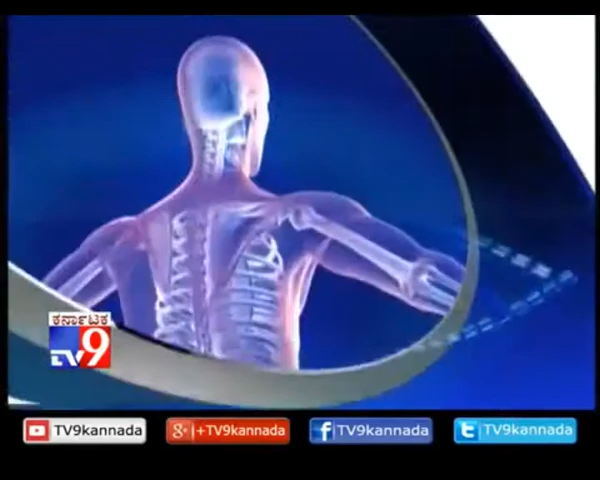 ಕರ್ನಾಟಕ
TV9
TV9kannada
g+ +TV9kannada
f TV9kannada
TV9kannada